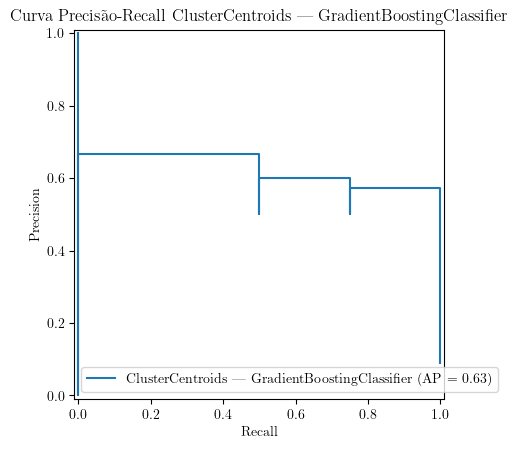 Curva Precisão-Recall ClusterCentroids — GradientBoostingClassifier
1.0
0.8
0.6
0.4
0.2
0.0
Precision
ClusterCentroids — GradientBoostingClassifier (AP = 0.63)
0.0 0.2 0.4 0.6 0.8 1.0
Recall